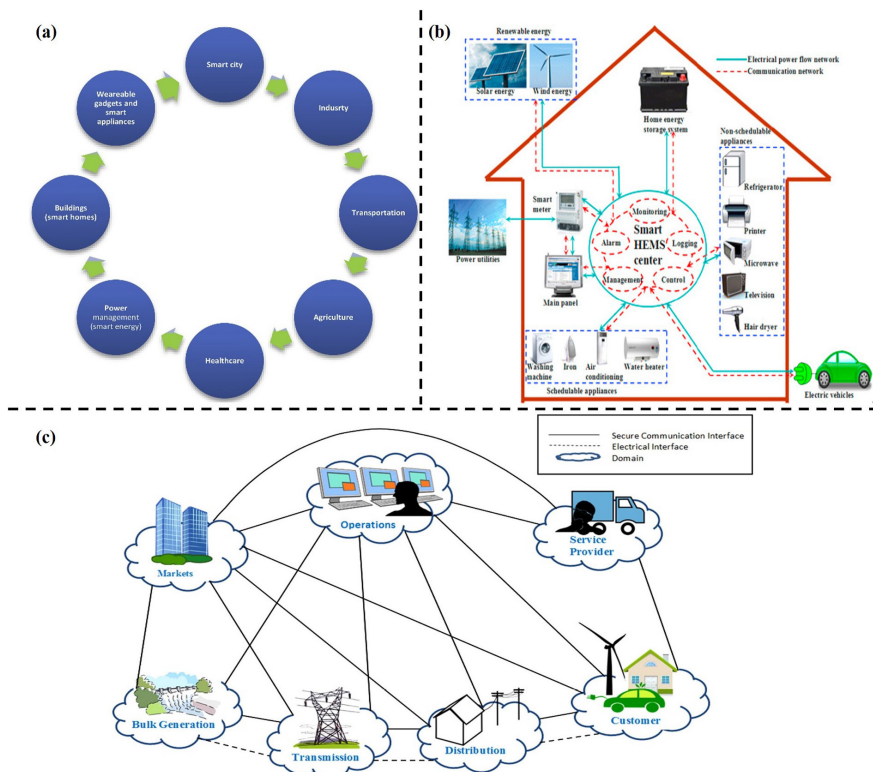 (a)
Smart city
Indusrty
Transportation
Agriculture
Healthcare
Power
management
(smart energy)
Buildings
(smart homes)
Weareable
gadgets and
smart
appliances
(b)
Renewable energy
Solar energy
Wind energy
Electrical power flow network
Communication network
Home energy
storage system
Non-schedulable
appliances
Refrigerator
Printer
Microwave
Television
Hair dryer
Smart
meter
Power utilities
Main panel
Monitoring
Smart
HEMS
center
Alarm
Logging
Management
Control
Washing
machine
Iron
Air
conditioning
Water heater
Schedulable appliances
Electric vehicles
(c)
Secure Communication Interface
Electrical Interface
Domain
Operations
Service
Provider
Markets
Bulk Generation
Transmission
Distribution
Customer